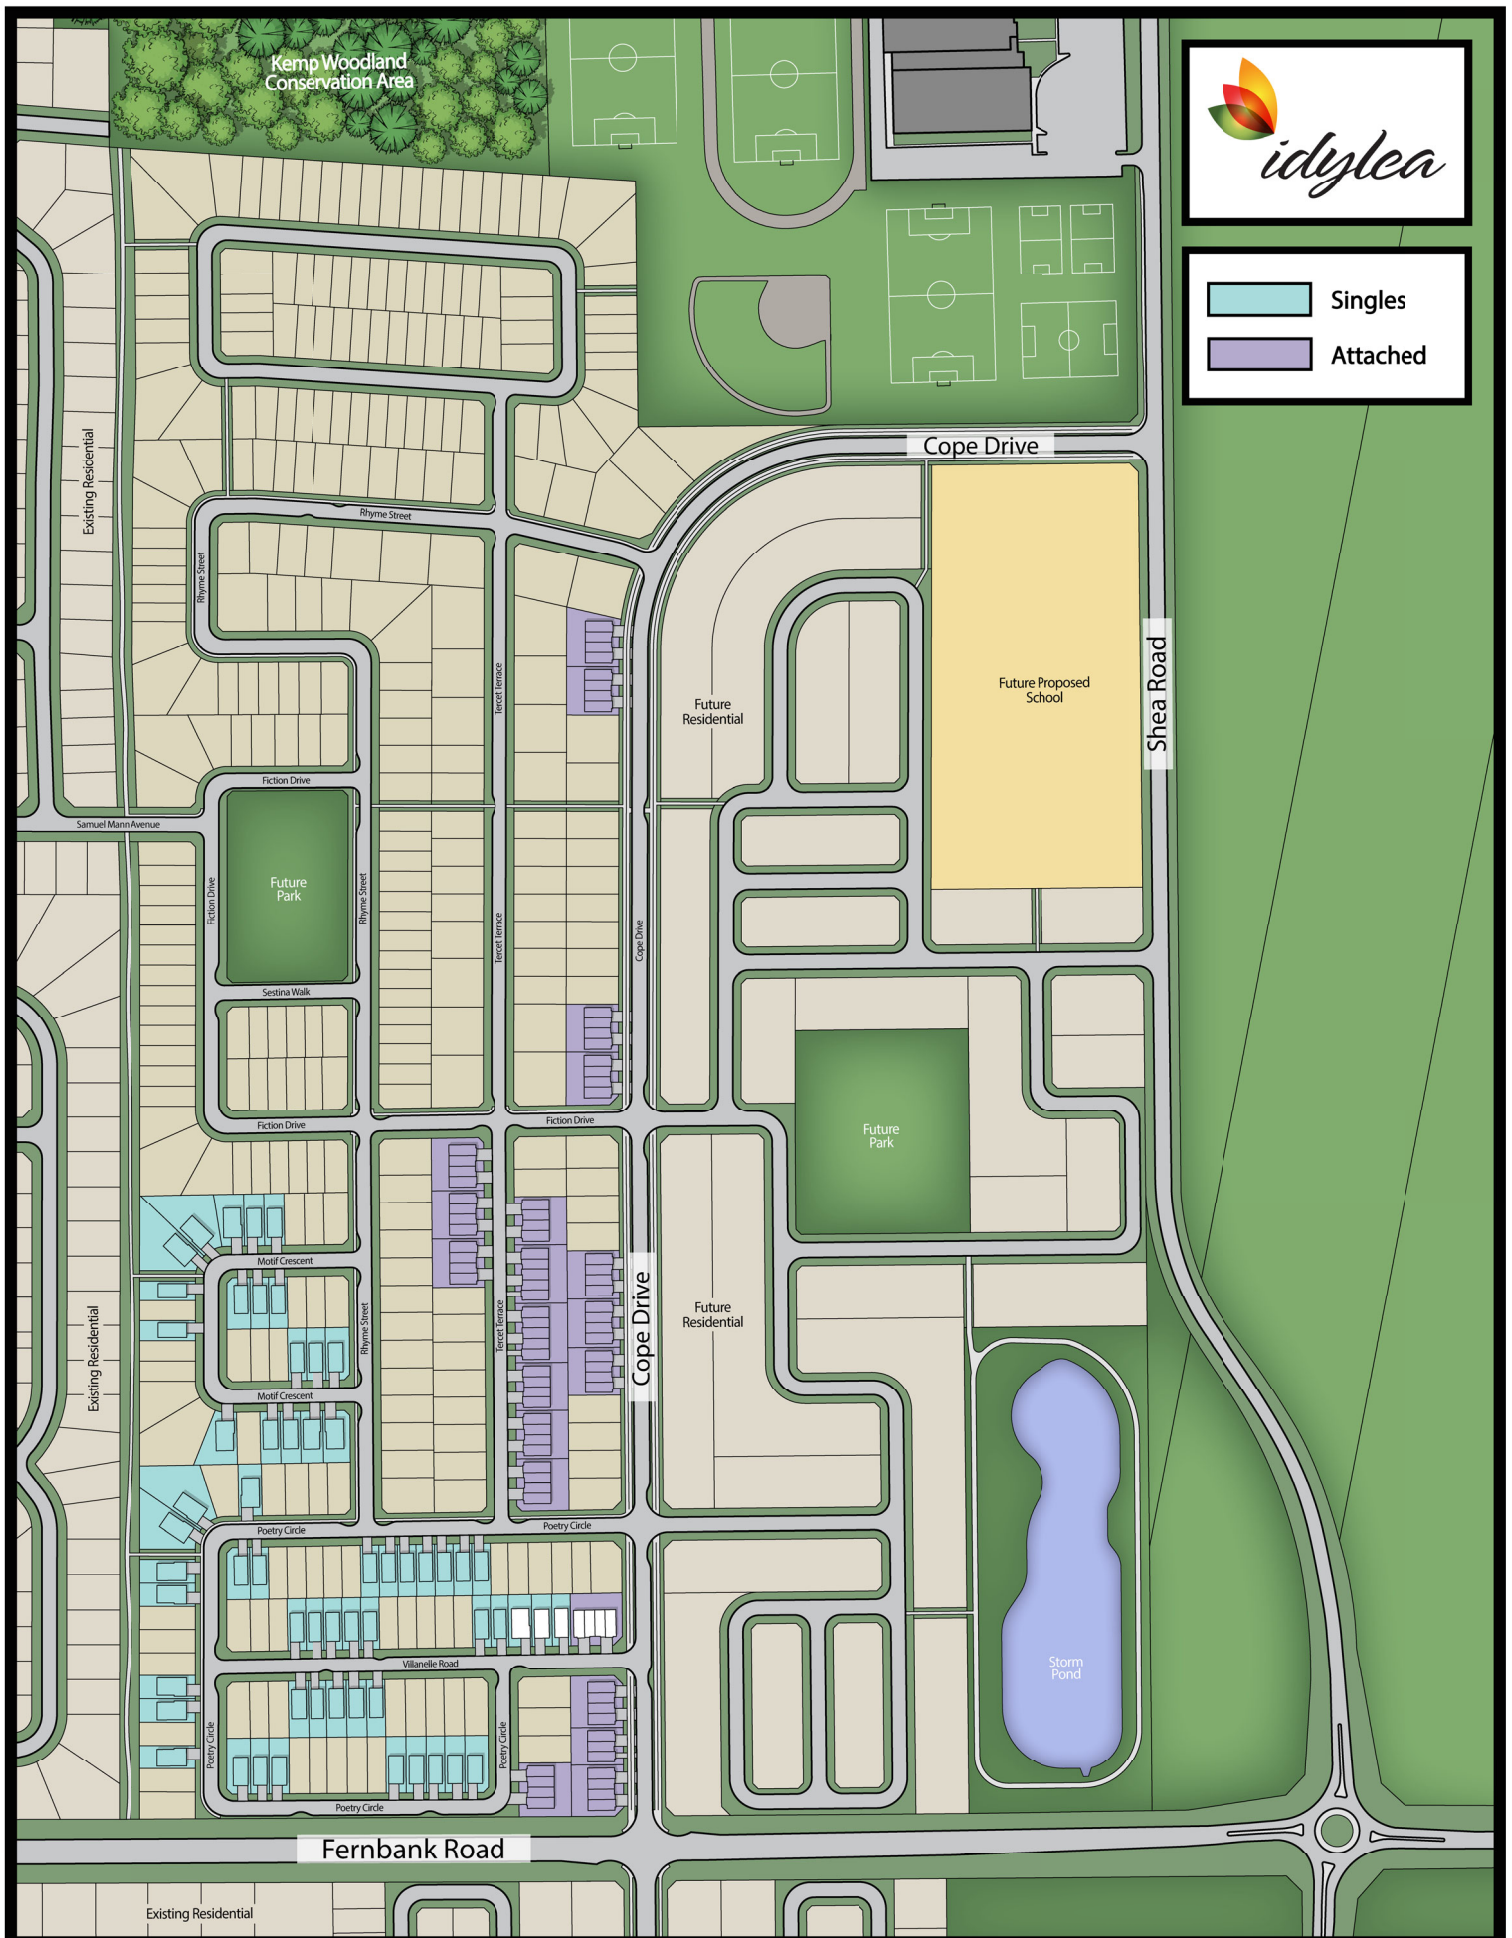 Kemp Woodland
Conservation Area
idylea
Singles
Attached
Cope Drive
Existing Resicential
Rhyme Street
Rhyme Street
Tercet Terrace
Future
Residential
Future Proposed
School
Shea Road
Fiction Drive
Samuel Mann Avenue
Future
Park
Fiction Drive
Rhyme Street
Tercet Terrace
Cope Drive
Sestina Walk
Fiction Drive
Fiction Drive
Future
Park
Motif Crescent
Existing Residential
Rhyme Street
Tercet Terrace
Cope Drive
Future
Residential
Motif Crescent
Poetry Circle
Poetry Circle
Villanelle Road
Storm
Pond
Poetry Circle
Poetry Circle
Poetry Circle
Fernbank Road
Existing Residential